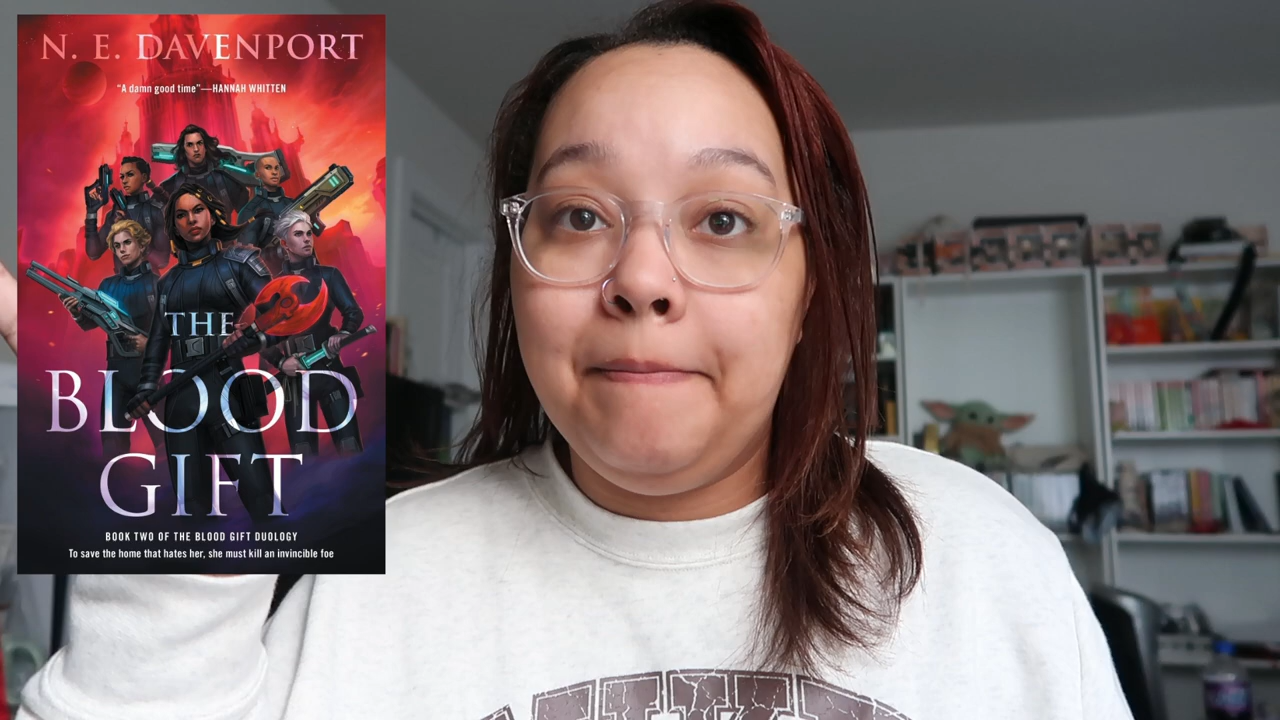 N. E. DAVENPORT
"A damn good time"—HANNAH WHITTEN
THE
BLOOD
GIFT
BOOK TWO OF THE BLOOD GIFT DUOLOGY
To save the home that hates her, she must kill an invincible foe